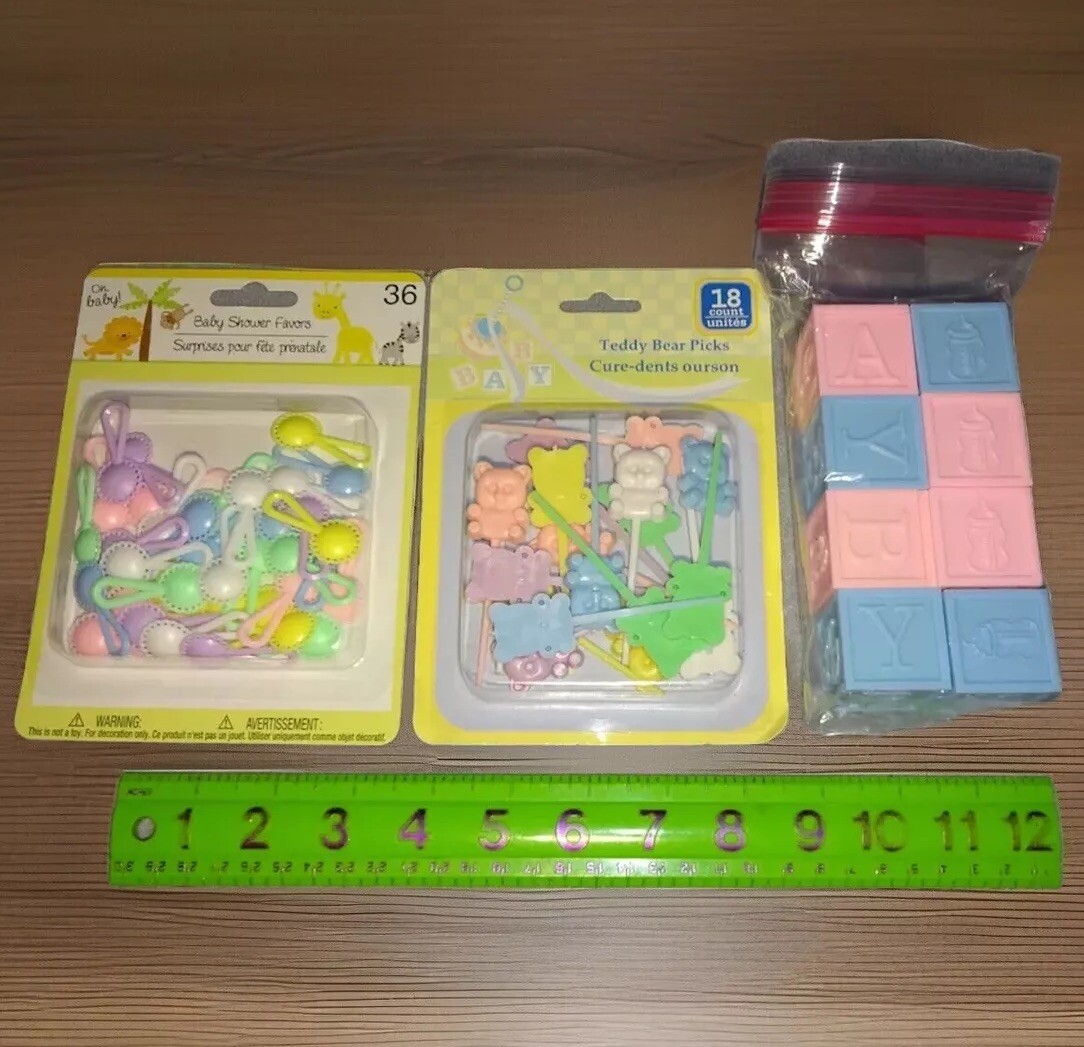 Oh,
baby!
36
Baby Shower Favors
Surprises pour fête prénatale
⚠ WARNING: ⚠ AVERTISSEMENT:
This is not a toy. For decoration only. Ce produit n'est pas un jouet. Utiliser uniquement comme objet décoratif.
18
count
unités
BABY
Teddy Bear Picks
Cure-dents ourson
A
Y
B
Y
1 2 3 4 5 6 7 8 9 10 11 12